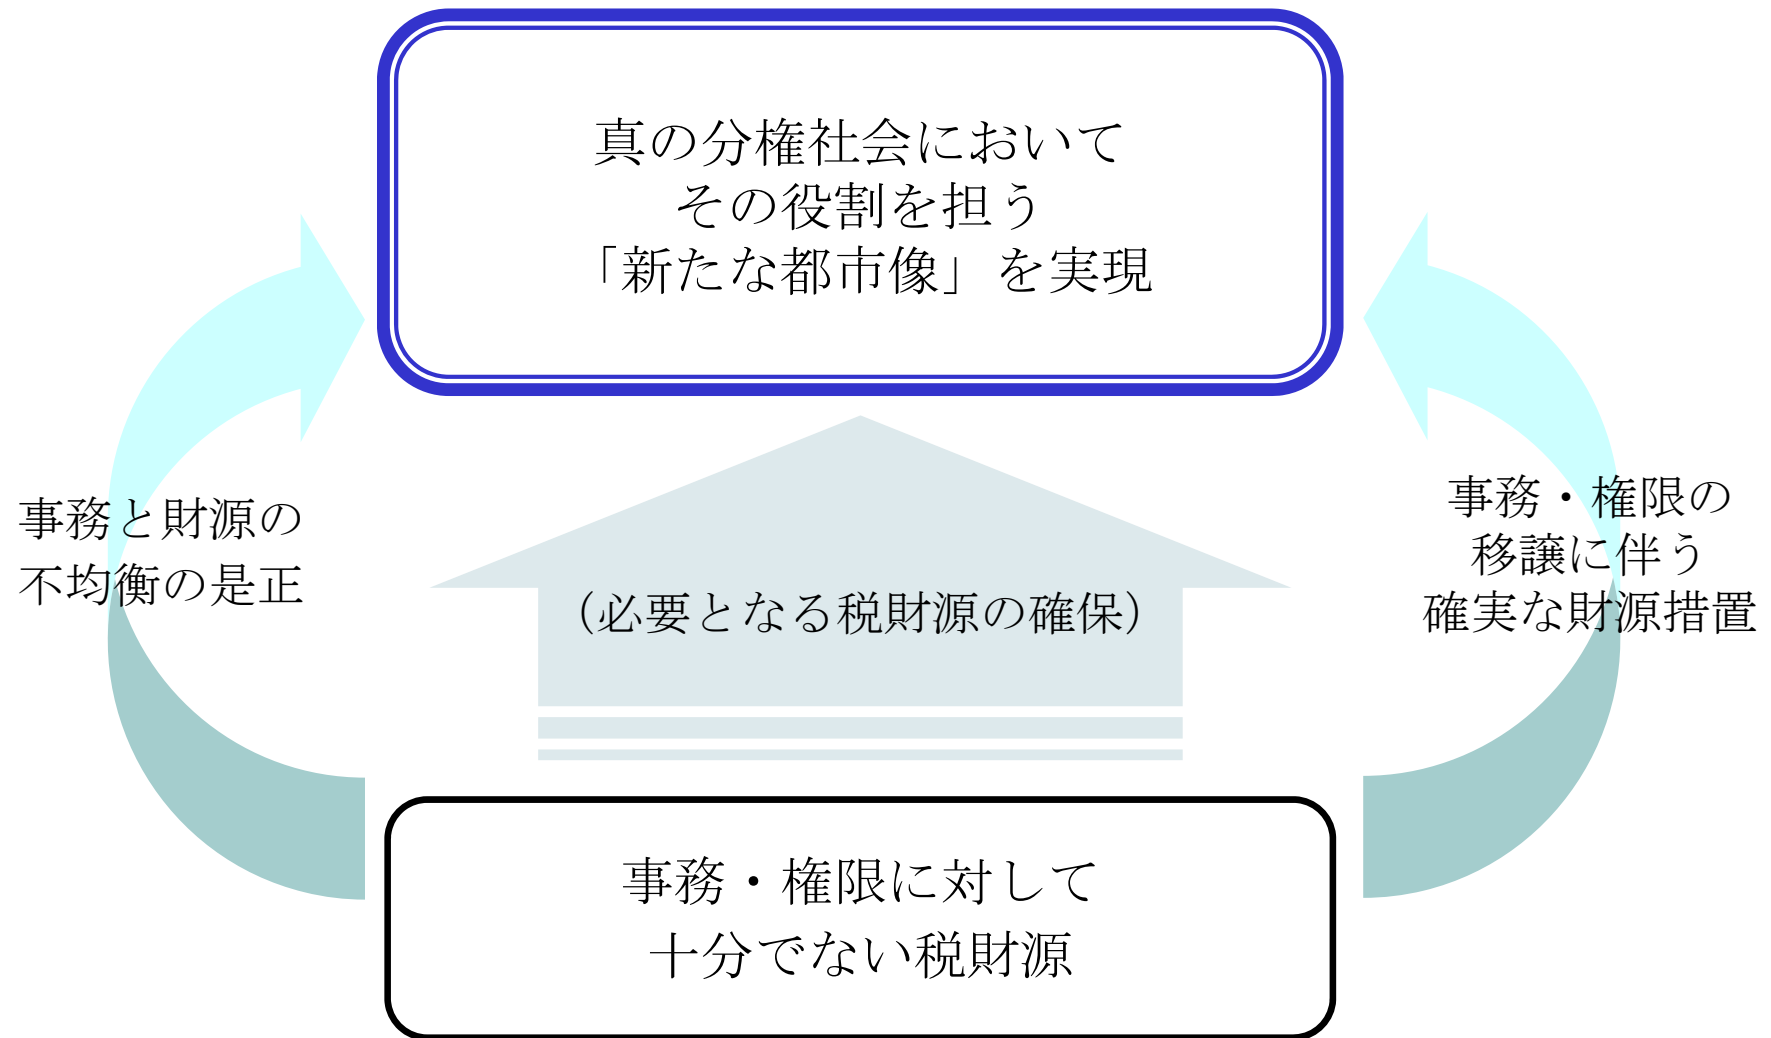 真の分権社会において
その役割を担う
「新たな都市像」を実現
事務と財源の
不均衡の是正
(必要となる税財源の確保)
事務・権限の
移譲に伴う
確実な財源措置
事務・権限に対して
十分でない税財源